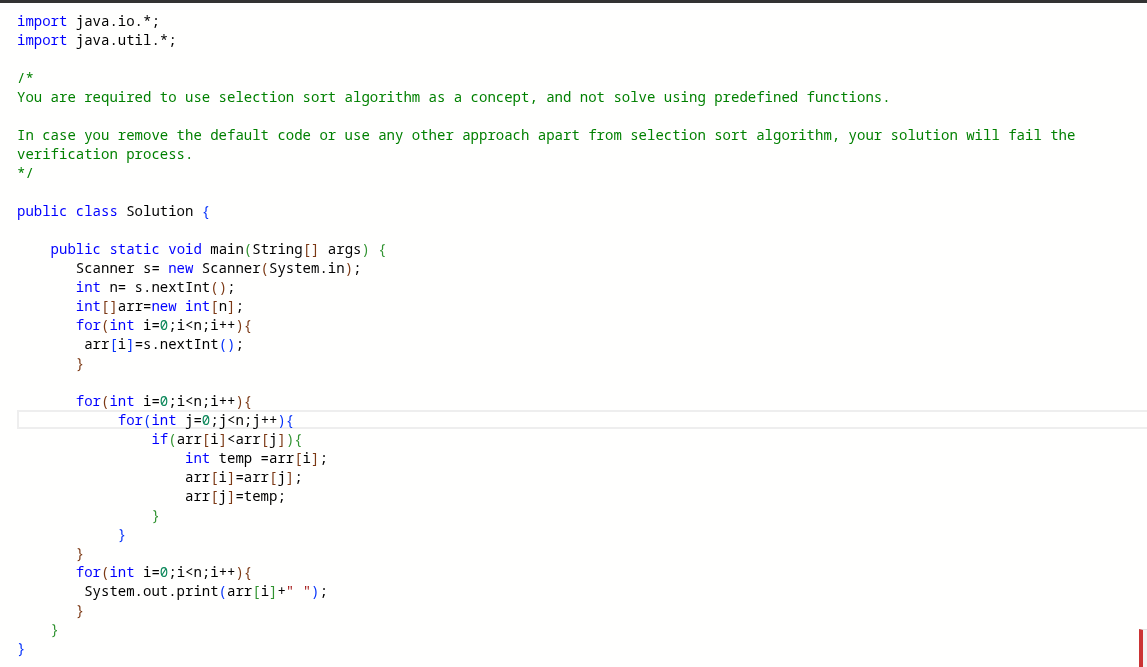 import java.io.*;
import java.util.*;

/*
You are required to use selection sort algorithm as a concept, and not solve using predefined functions.

In case you remove the default code or use any other approach apart from selection sort algorithm, your solution will fail the
verification process.
*/

public class Solution {

    public static void main(String[] args) {
       Scanner s= new Scanner(System.in);
       int n= s.nextInt();
       int[]arr=new int[n];
       for(int i=0;i<n;i++){
        arr[i]=s.nextInt();
       }

       for(int i=0;i<n;i++){
            for(int j=0;j<n;j++){
                if(arr[i]<arr[j]){
                    int temp =arr[i];
                    arr[i]=arr[j];
                    arr[j]=temp;
                }
            }
       }
       for(int i=0;i<n;i++){
        System.out.print(arr[i]+" ");
       }
    }
}